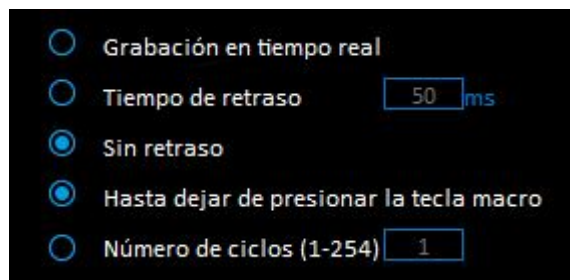 Grabación en tiempo real
Tiempo de retraso 50 ms
Sin retraso
Hasta dejar de presionar la tecla macro
Número de ciclos (1-254) 1